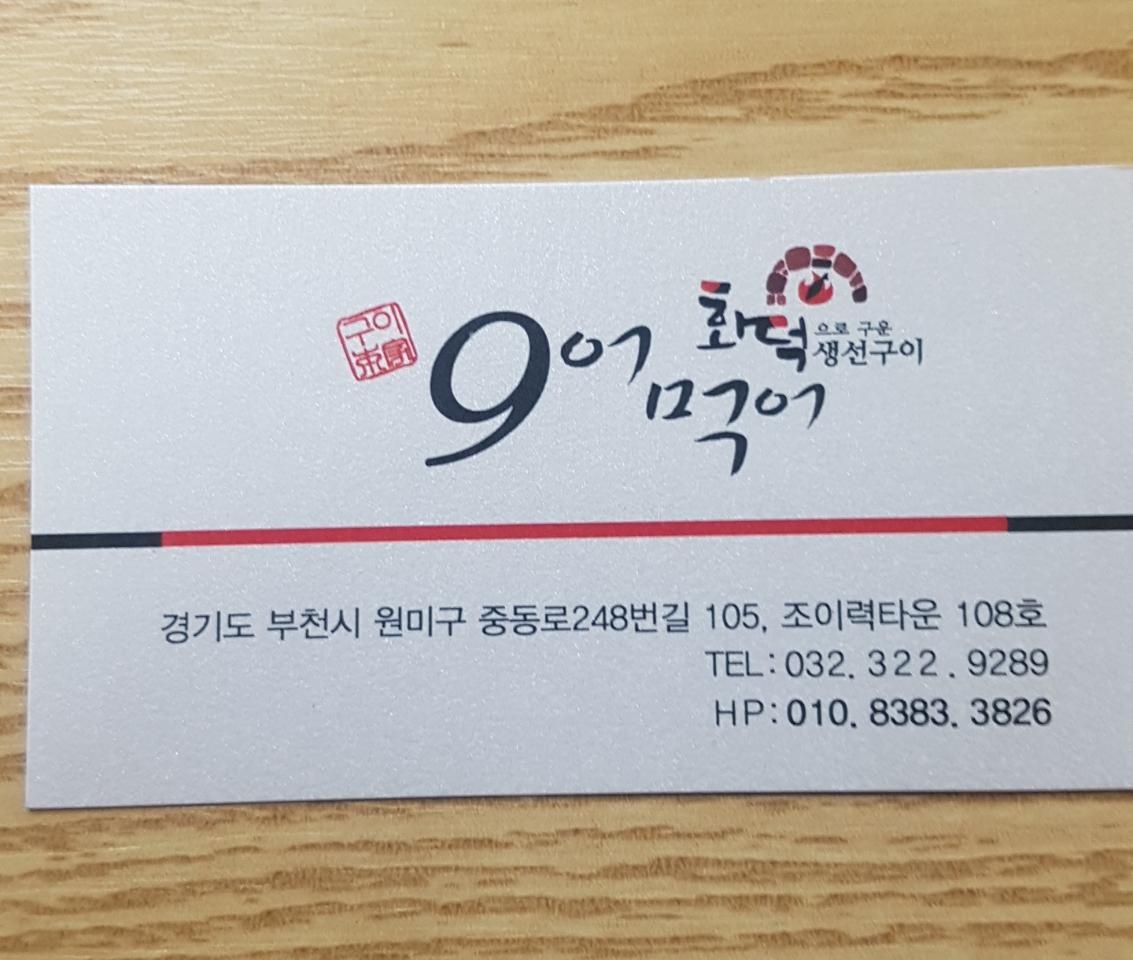 구이
9어
화덕으로 구운
생선구이
먹어
경기도 부천시 원미구 중동로248번길 105, 조이럭타운 108호
TEL: 032. 322. 9289
HP: 010. 8383. 3826